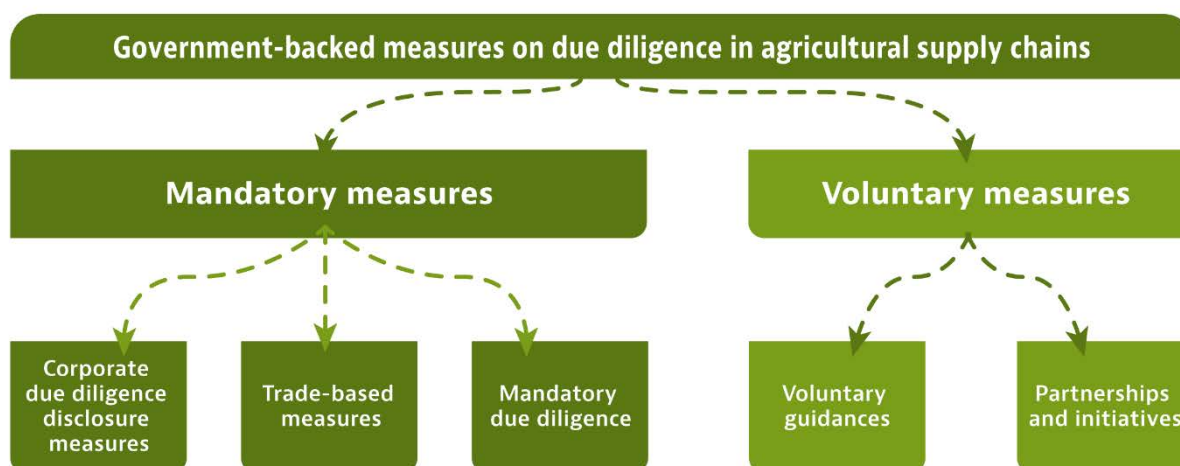 Government-backed measures on due diligence in agricultural supply chains
Mandatory measures
Voluntary measures
Corporate
due diligence
disclosure
measures
Trade-based
measures
Mandatory
due diligence
Voluntary
guidances
Partnerships
and initiatives